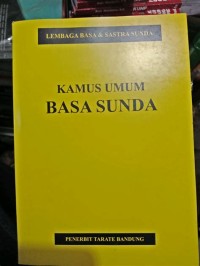 LEMBAGA BASA & SASTRA SUNDA
KAMUS UMUM
BASA SUNDA
PENERBIT TARATE BANDUNG